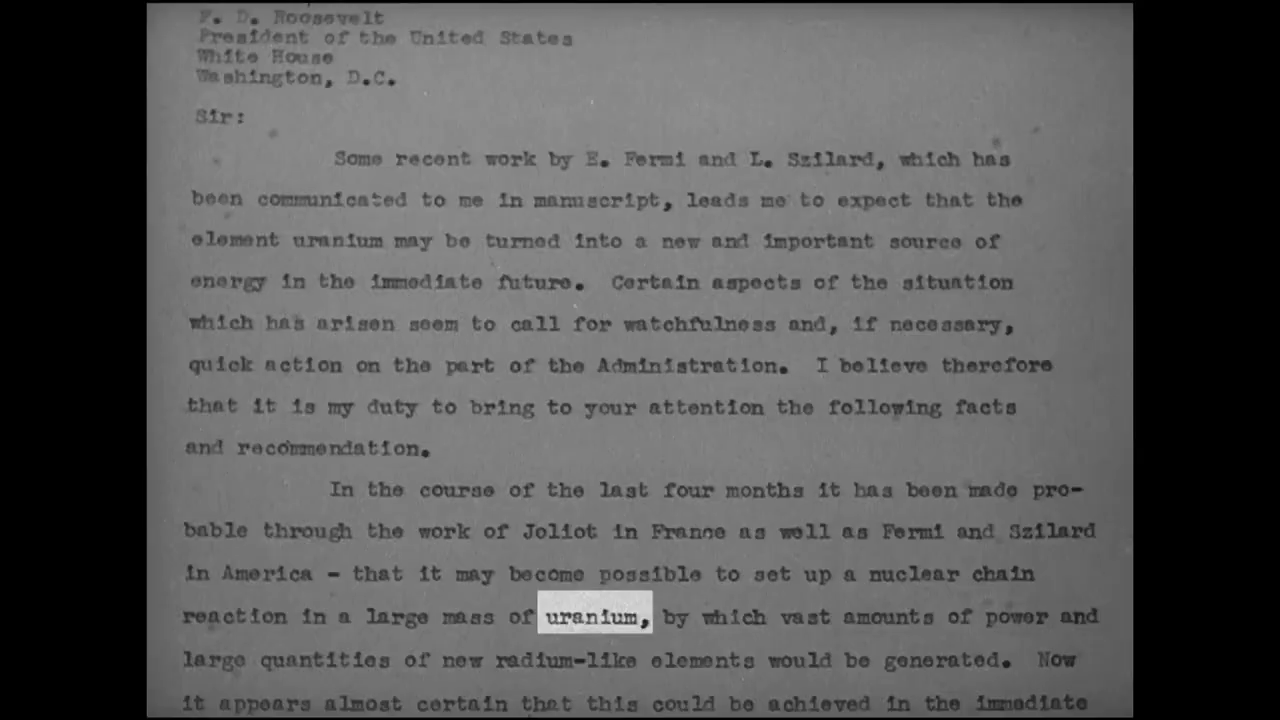 F. D. Roosevelt
President of the United States
White House
Washington, D.C.
Sir:
Some recent work by E. Fermi and L. Szilard, which has
been communicated to me in manuscript, leads me to expect that the
element uranium may be turned into a new and important source of
energy in the immediate future. Certain aspects of the situation
which has arisen seem to call for watchfulness and, if necessary,
quick action on the part of the Administration. I believe therefore
that it is my duty to bring to your attention the following facts
and recommendation.
In the course of the last four months it has been made pro-
bable through the work of Joliot in France as well as Fermi and Szilard
in America - that it may become possible to set up a nuclear chain
reaction in a large mass of uranium, by which vast amounts of power and
large quantities of new radium-like elements would be generated. Now
it appears almost certain that this could be achieved in the immediate